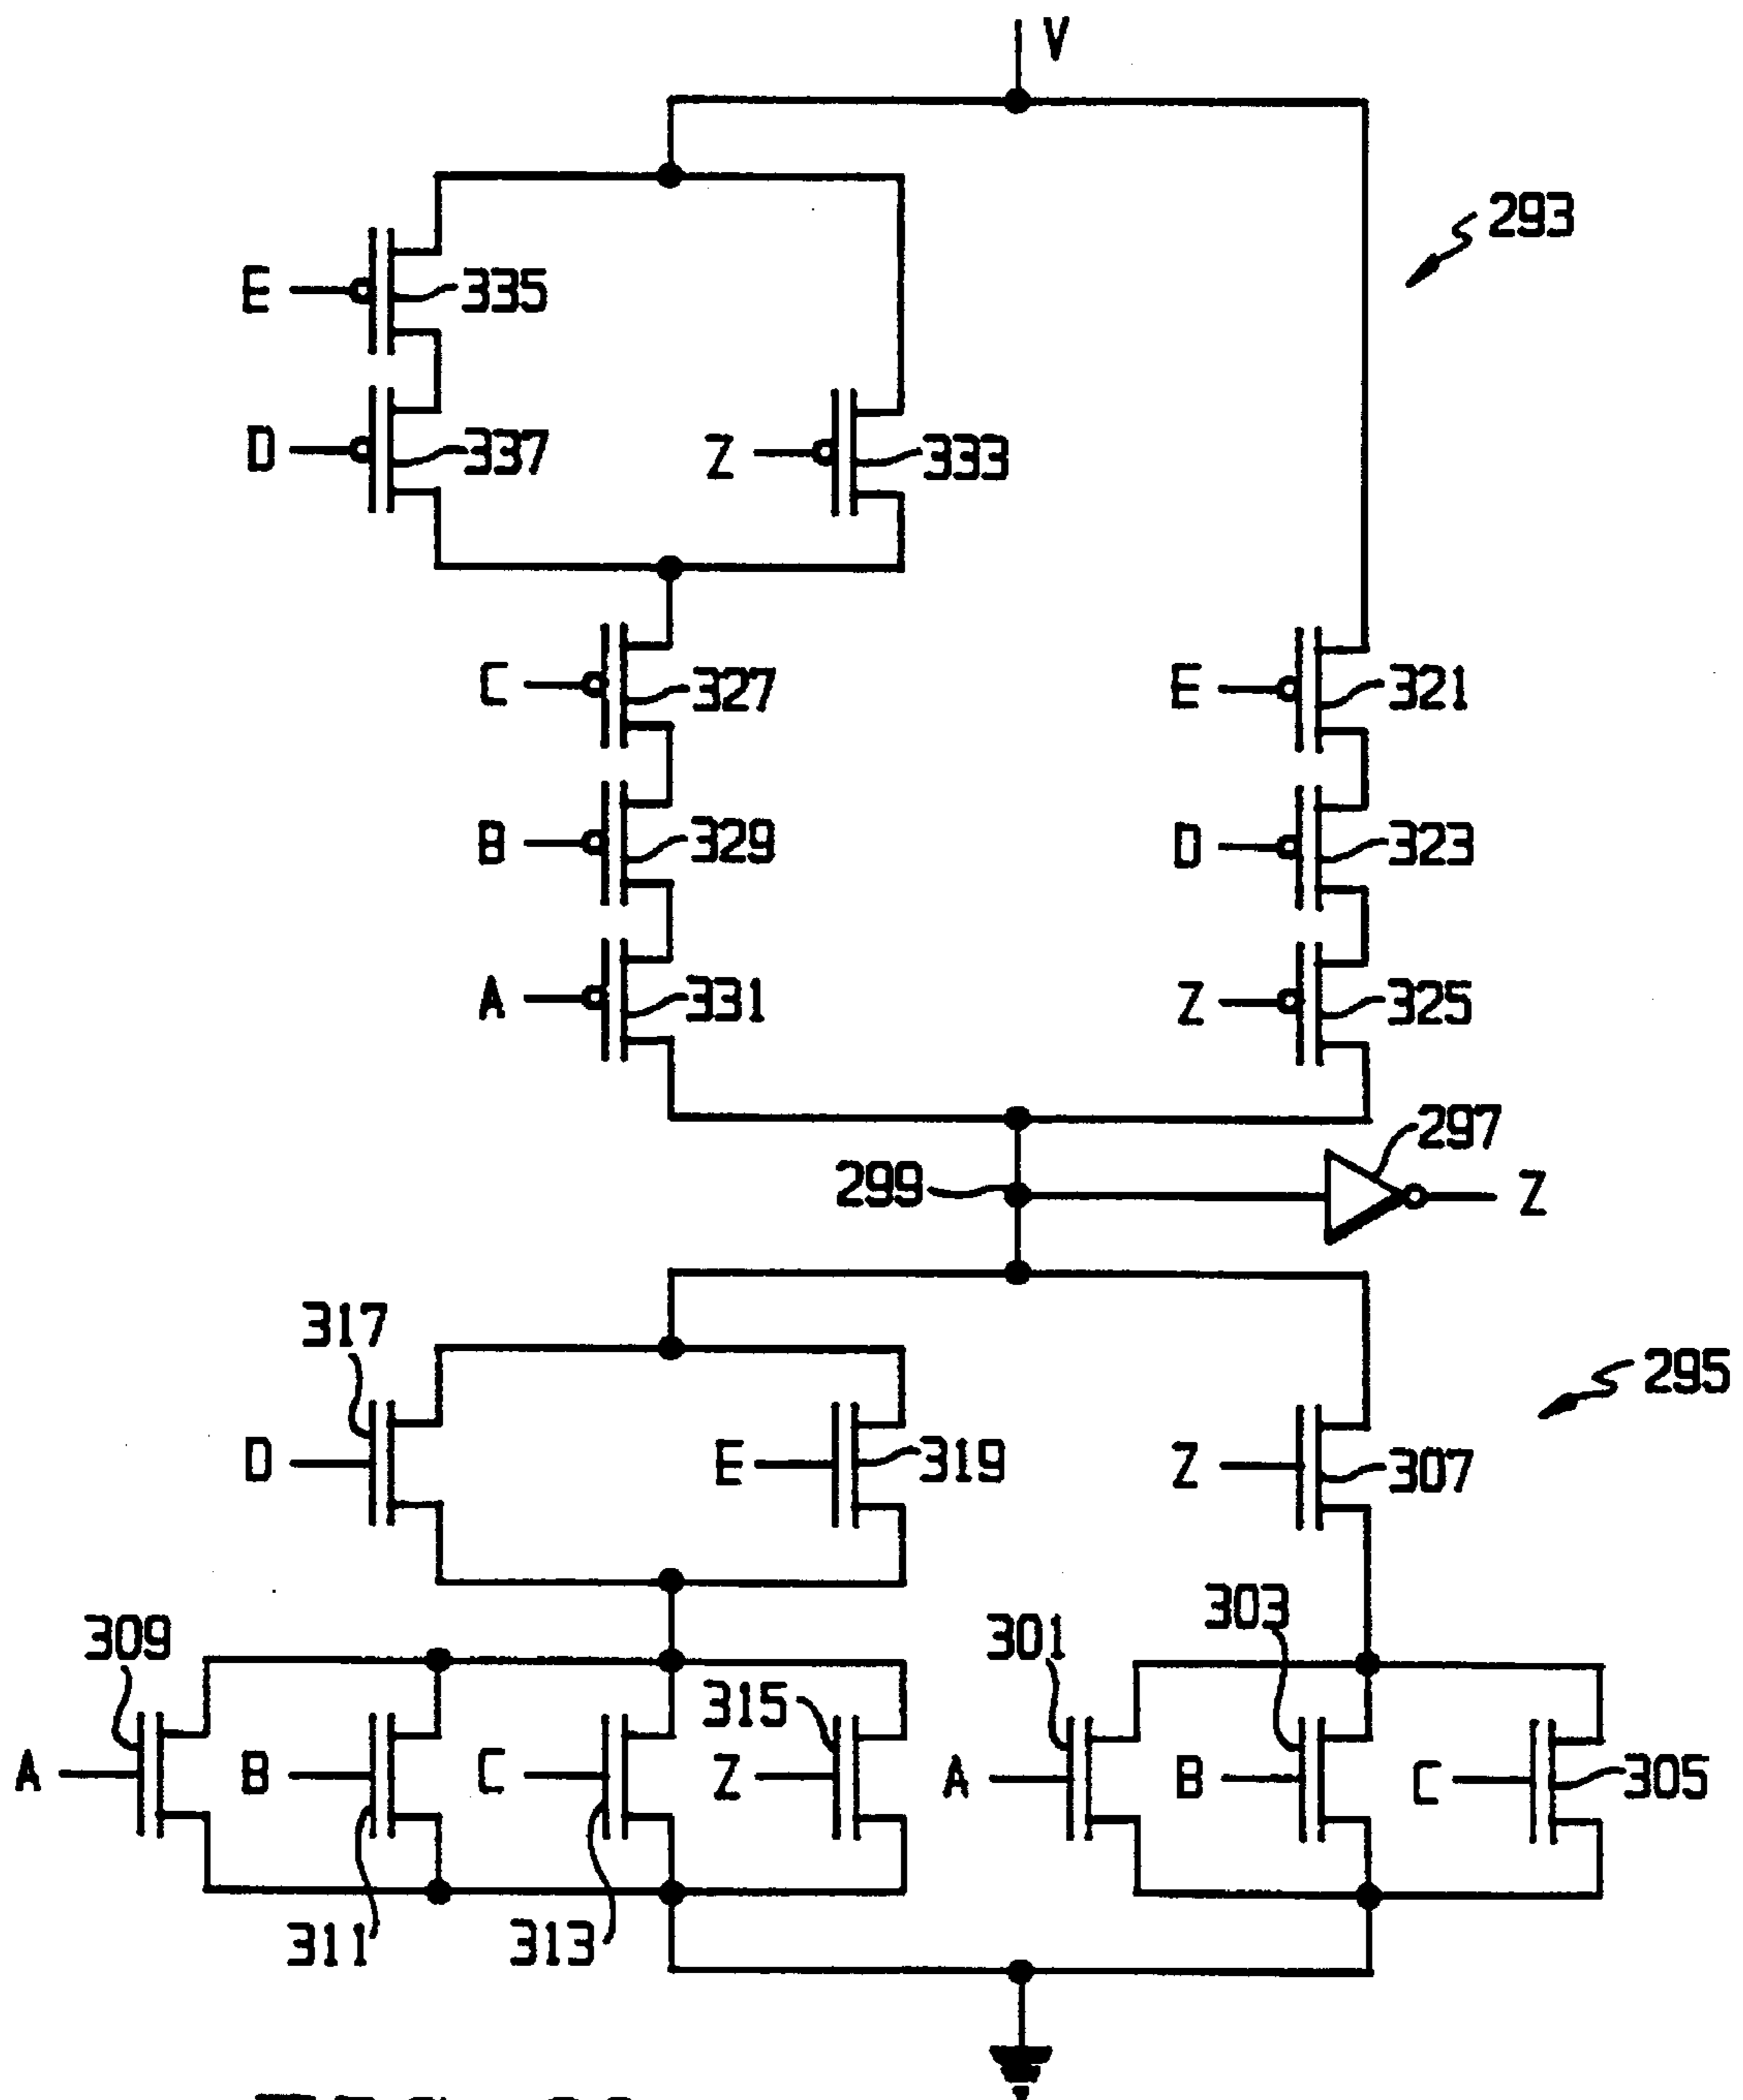 V
293
E 335
D 337 Z 333
C 327 E 321
B 329 D 323
A 331 Z 325
297
299 Z
317
295
D E 319 Z 307
309 301 303
315
A B C Z A B C 305
311 313